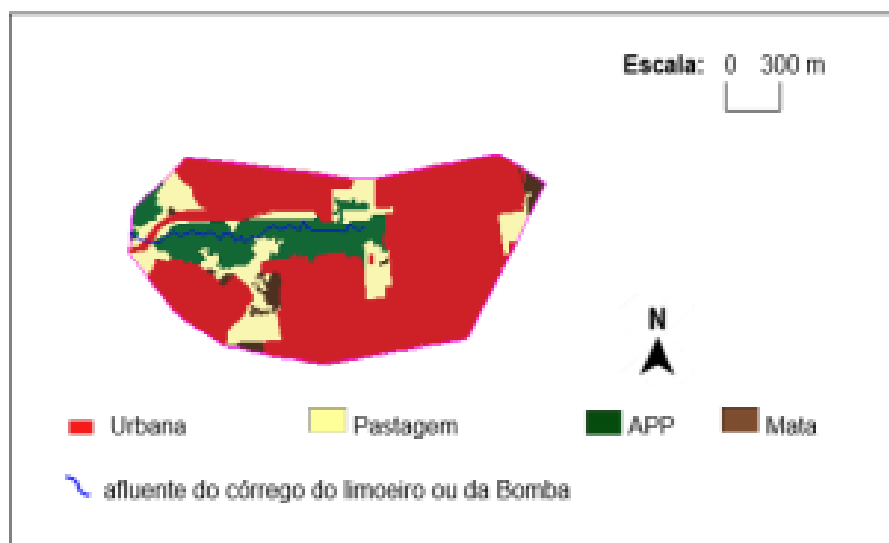 Escala: 0 300 m
N
Urbana Pastagem APP Mata
afluente do córrego do limoeiro ou da Bomba